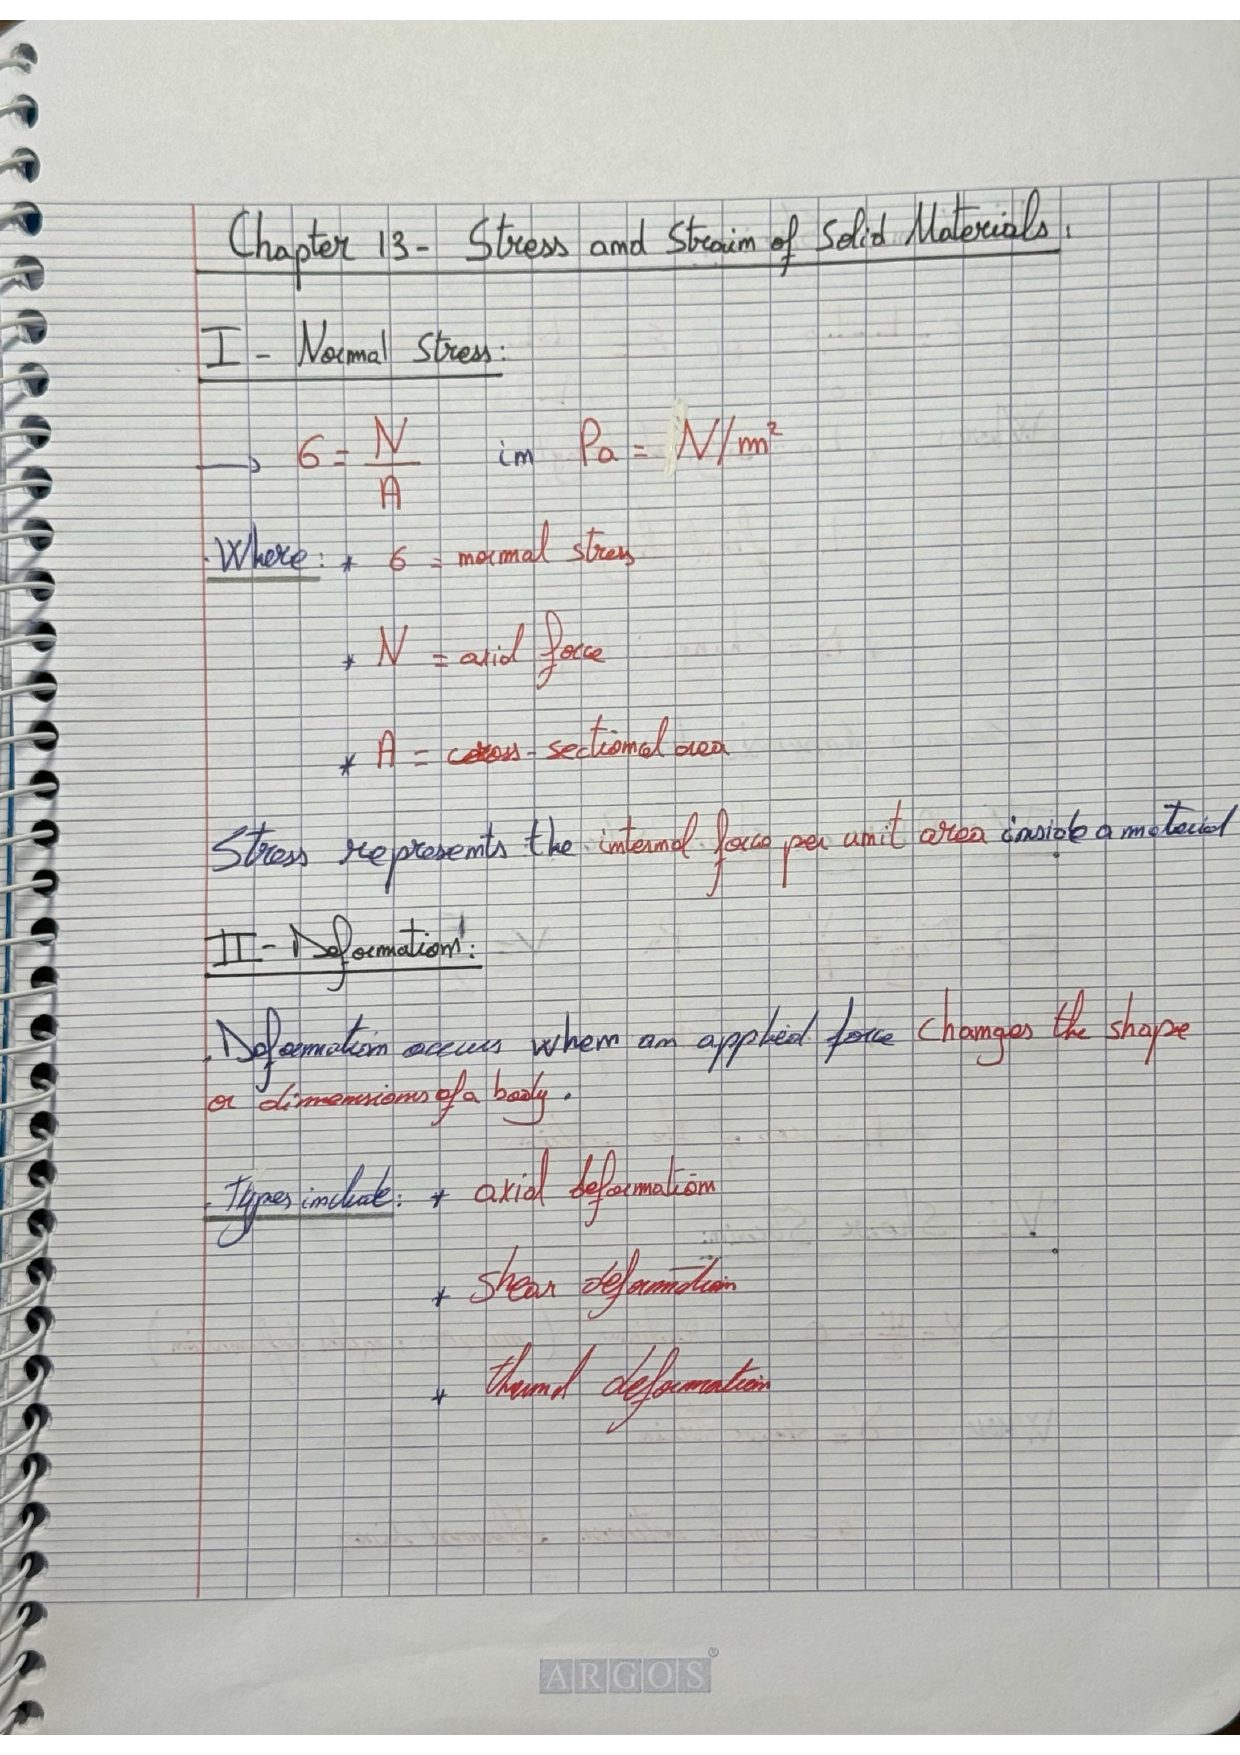 Chapter 13 - Stress and Strain of Solid Materials.
I - Normal Stress:
→ σ = N/A in Pa = N/m²
. Where: * σ = normal stress
* N = axial force
* A = cross-sectional area
Stress represents the internal force per unit area inside a material
II - Deformation:
. Deformation occurs when an applied force changes the shape
or dimensions of a body.
. Types include: * axial deformation
* shear deformation
* thermal deformation
ARGOS®